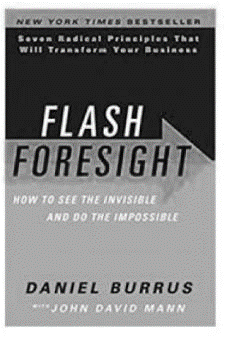 NEW YORK TIMES BESTSELLER
Seven Radical Principles That
Will Transform Your Business
FLASH
FORESIGHT
HOW TO SEE THE INVISIBLE
AND DO THE IMPOSSIBLE
DANIEL BURRUS
WITH JOHN DAVID MANN